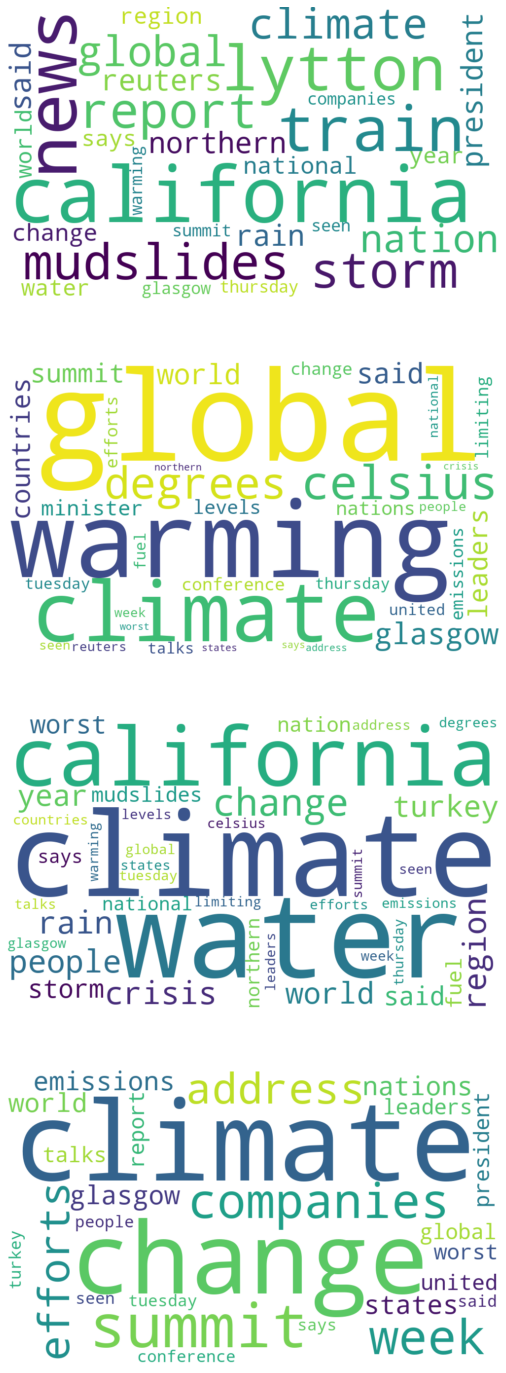 region
climate
news
said
global
lytton
president
reuters
report
companies
train
world
says
northern
year
warming
national
california
change
summit
rain
seen
nation
mudslides
storm
water
glasgow
thursday
summit
world
change
said
global
national
limiting
countries
efforts
northern
crisis
degrees
celsius
minister
levels
nations
people
warming
leaders
fuel
emissions
tuesday
conference
thursday
climate
week
worst
united
glasgow
seen
reuters
talks
states
says
address
worst
california
nation
address
degrees
year
mudslides
change
turkey
countries
levels
climate
celsius
says
warming
global
states
tuesday
summit
seen
talks
national
limiting
efforts
emissions
rain
water
region
glasgow
people
northern
leaders
week
thursday
fuel
storm
crisis
world
said
emissions
address
nations
world
climate
report
leaders
president
talks
efforts
glasgow
companies
people
change
global
turkey
worst
united
seen
tuesday
states
said
summit
says
week
conference